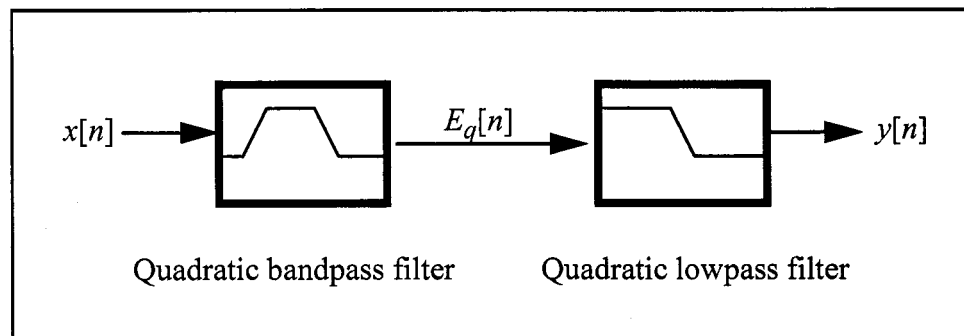 x[n]
E_q[n]
y[n]
Quadratic bandpass filter
Quadratic lowpass filter